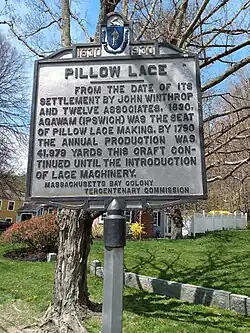 1630 1930
PILLOW LACE
FROM THE DATE OF ITS
SETTLEMENT BY JOHN WINTHROP
AND TWELVE ASSOCIATES, 1630,
AGAWAM (IPSWICH) WAS THE SEAT
OF PILLOW LACE MAKING. BY 1790
THE ANNUAL PRODUCTION WAS
41,979 YARDS THIS CRAFT CON-
TINUED UNTIL THE INTRODUCTION
OF LACE MACHINERY.
MASSACHUSETTS BAY COLONY
TERCENTENARY COMMISSION